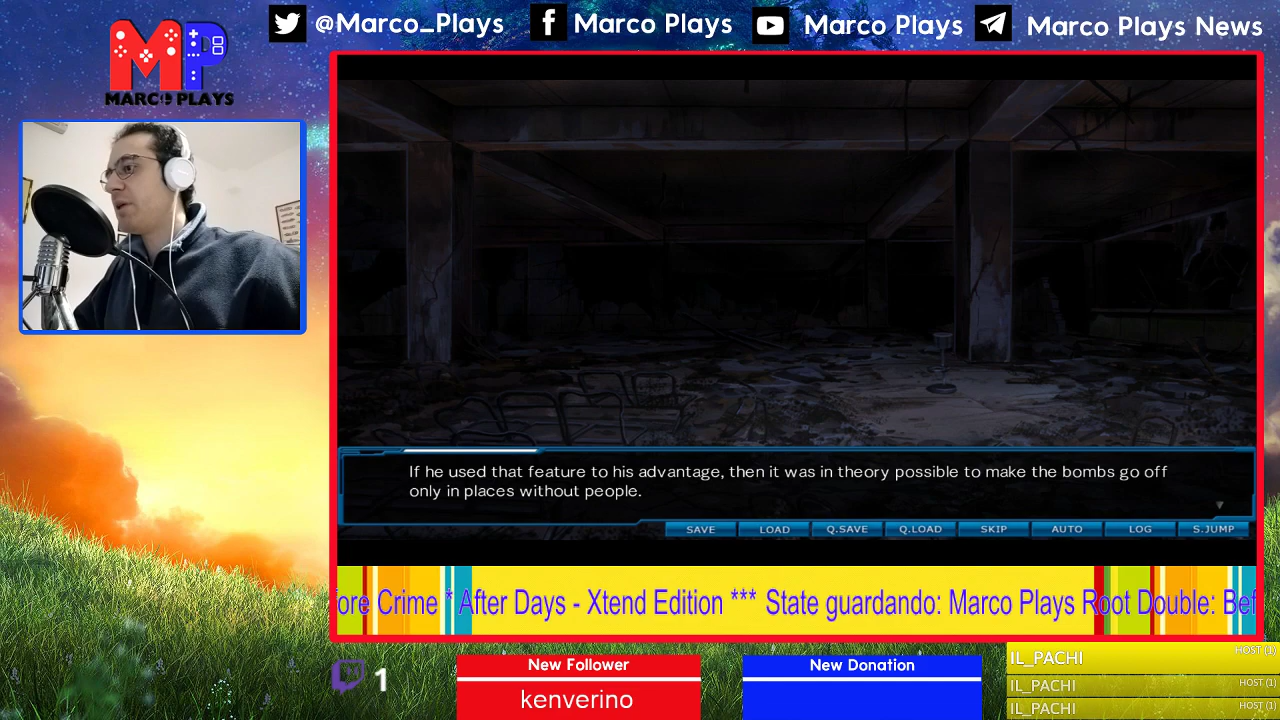 @Marco_Plays
Marco Plays
Marco Plays
Marco Plays News
MP
MARCO PLAYS
If he used that feature to his advantage, then it was in theory possible to make the bombs go off
only in places without people.
SAVE
LOAD
Q.SAVE
Q.LOAD
SKIP
AUTO
LOG
S.JUMP
ore Crime * After Days - Xtend Edition *** State guardando: Marco Plays Root Double: Bef
1
New Follower
kenverino
New Donation
IL_PACHI
HOST (1)
IL_PACHI
HOST (1)
IL_PACHI
HOST (1)